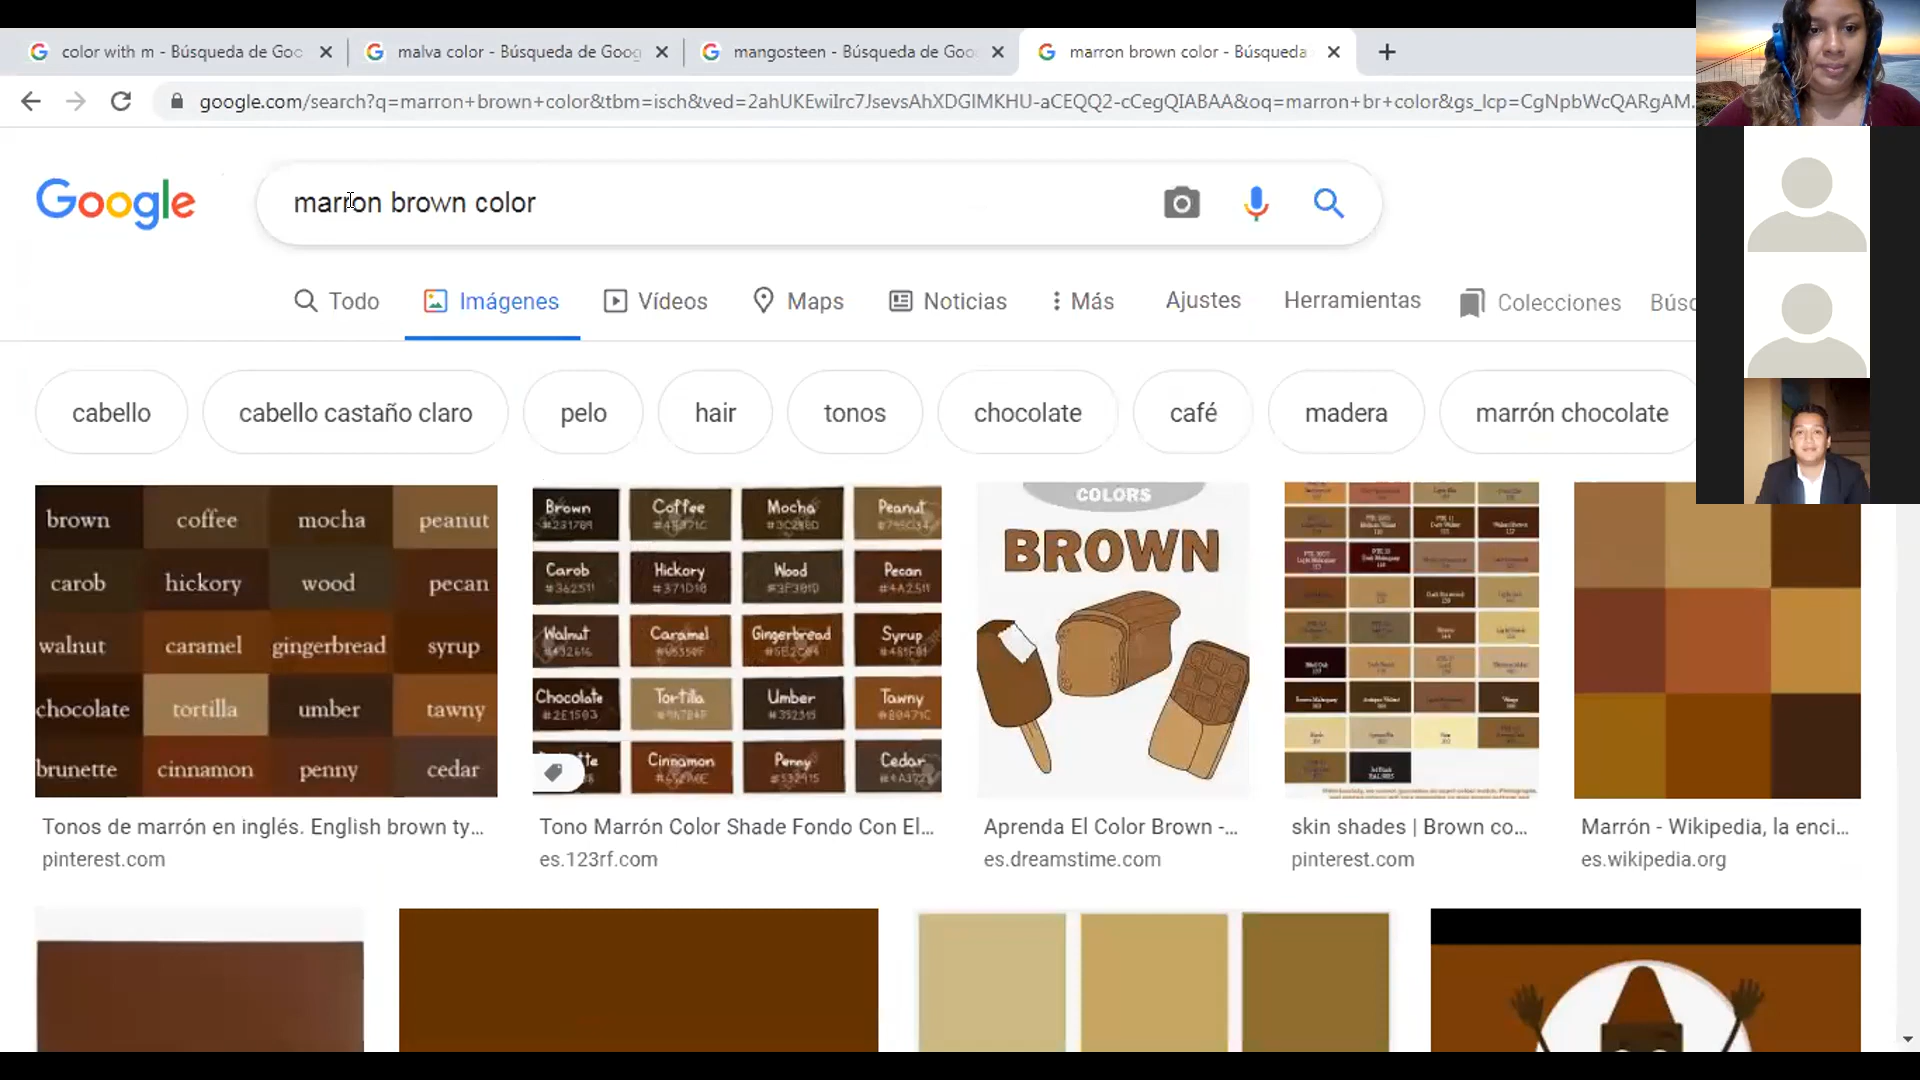 color with m - Búsqueda de Goo
malva color - Búsqueda de Goog
mangosteen - Búsqueda de Goo
marron brown color - Búsqueda
google.com/search?q=marron+brown+color&tbm=isch&ved=2ahUKEwiIrc7JsevsAhXDGlMKHU-aCEQQ2-cCegQIABAA&oq=marron+br+color&gs_lcp=CgNpbWcQARgAM.
Google
marron brown color
Todo
Imágenes
Vídeos
Maps
Noticias
Más
Ajustes
Herramientas
Colecciones
Búsq
cabello
cabello castaño claro
pelo
hair
tonos
chocolate
café
madera
marrón chocolate
brown coffee mocha peanut
carob hickory wood pecan
walnut caramel gingerbread syrup
chocolate tortilla umber tawny
brunette cinnamon penny cedar
Brown Coffee Mocha Peanut
Carob Hickory Wood Pecan
Walnut Caramel Gingerbread Syrup
Chocolate Tortilla Umber Tawny
Cinnamon Penny Cedar
COLORS
BROWN
Tonos de marrón en inglés. English brown ty...
pinterest.com
Tono Marrón Color Shade Fondo Con El...
es.123rf.com
Aprenda El Color Brown -...
es.dreamstime.com
skin shades | Brown co...
pinterest.com
Marrón - Wikipedia, la enci...
es.wikipedia.org